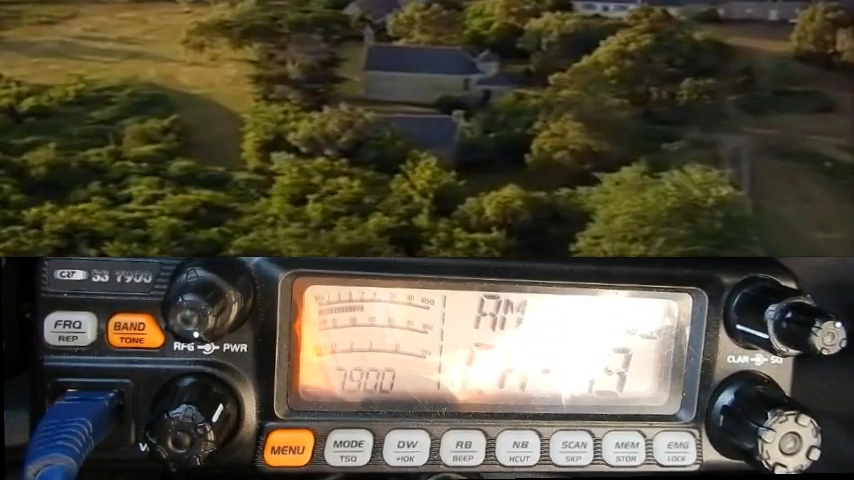 CRT SS 7900
FRQ
REP
BAND
TONE
RFG PWR
AM
7900
CLAR SQ
MENU
MODE
TSQ
DW
+10K
RB
BEEP
NB
HCUT
SCAN
SKP
MEM
STOR
EMG
LOCK